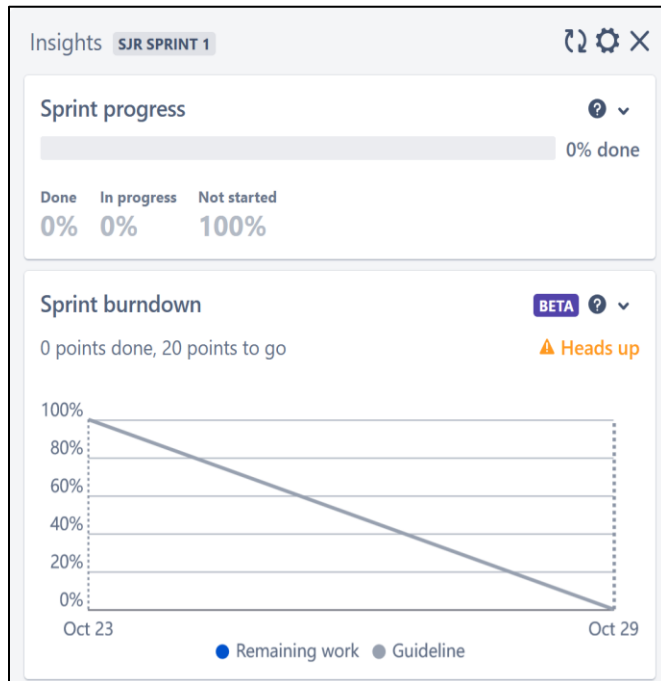 Insights SJR SPRINT 1
Sprint progress
0% done
Done In progress Not started
0% 0% 100%
Sprint burndown BETA
0 points done, 20 points to go Heads up
100%
80%
60%
40%
20%
0%
Oct 23 Oct 29
Remaining work Guideline